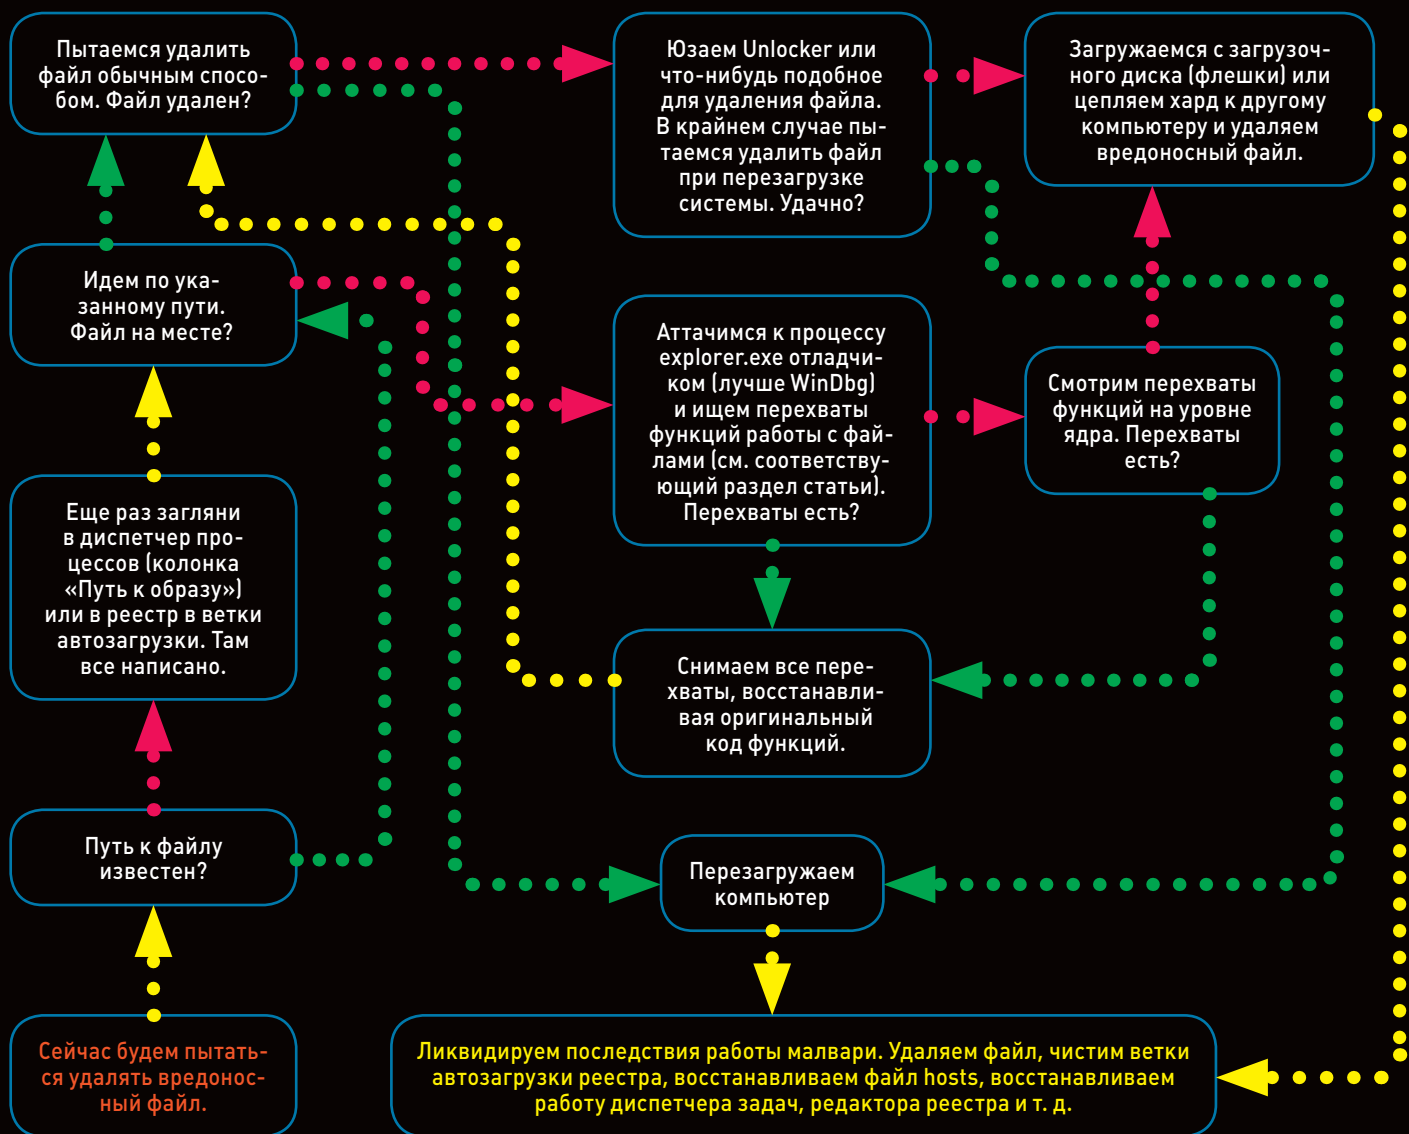 Пытаемся удалить
файл обычным спосо-
бом. Файл удален?
Юзаем Unlocker или
что-нибудь подобное
для удаления файла.
В крайнем случае пы-
таемся удалить файл
при перезагрузке
системы. Удачно?
Загружаемся с загрузоч-
ного диска (флешки) или
цепляем хард к другому
компьютеру и удаляем
вредоносный файл.
Идем по ука-
занному пути.
Файл на месте?
Аттачимся к процессу
explorer.exe отладчи-
ком (лучше WinDbg)
и ищем перехваты
функций работы с фай-
лами (см. соответству-
ющий раздел статьи).
Перехваты есть?
Смотрим перехваты
функций на уровне
ядра. Перехваты
есть?
Еще раз загляни
в диспетчер про-
цессов (колонка
«Путь к образу»)
или в реестр в ветки
автозагрузки. Там
все написано.
Снимаем все пере-
хваты, восстанавли-
вая оригинальный
код функций.
Путь к файлу
известен?
Перезагружаем
компьютер
Сейчас будем пытать-
ся удалять вредонос-
ный файл.
Ликвидируем последствия работы малвари. Удаляем файл, чистим ветки
автозагрузки реестра, восстанавливаем файл hosts, восстанавливаем
работу диспетчера задач, редактора реестра и т. д.